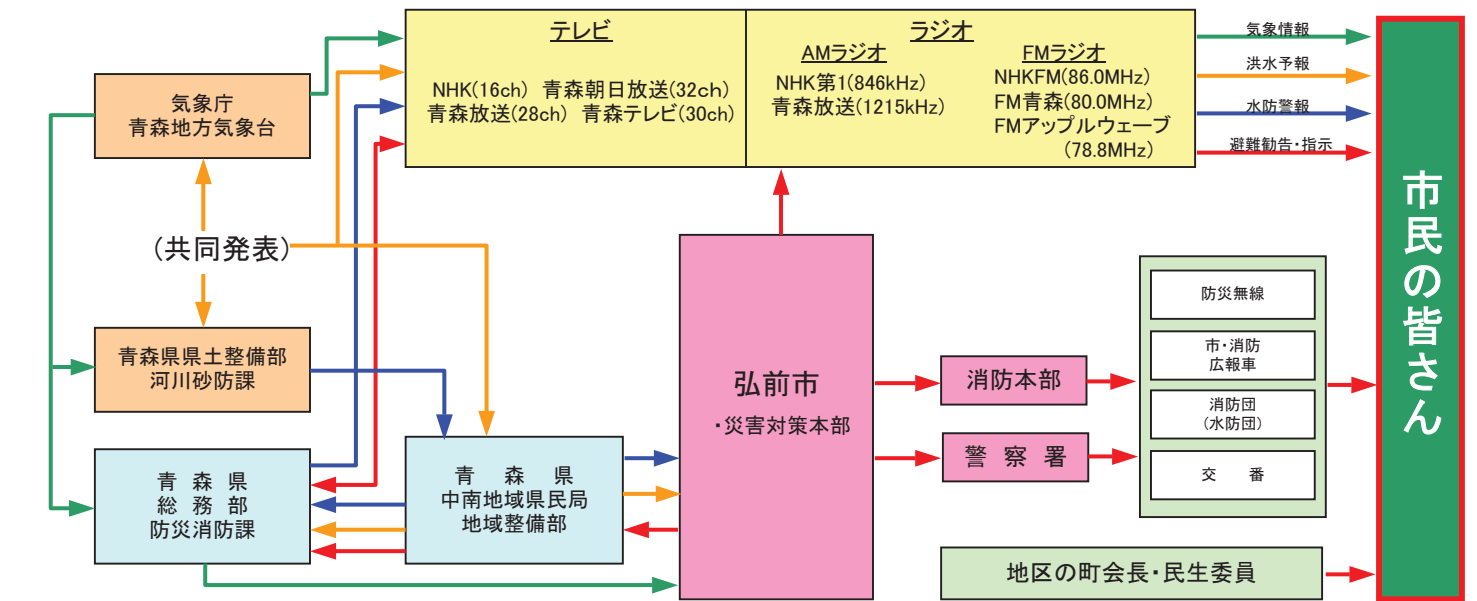 テレビ
NHK(16ch) 青森朝日放送(32ch)
青森放送(28ch) 青森テレビ(30ch)
ラジオ
AMラジオ
NHK第1(846kHz)
青森放送(1215kHz)
FMラジオ
NHKFM(86.0MHz)
FM青森(80.0MHz)
FMアップルウェーブ
(78.8MHz)
気象情報
洪水予報
水防警報
避難勧告・指示
市民の皆さん
気象庁
青森地方気象台
(共同発表)
青森県県土整備部
河川砂防課
青森県
総務部
防災消防課
青森県
中南地域県民局
地域整備部
弘前市
・災害対策本部
消防本部
警察署
防災無線
市・消防
広報車
消防団
(水防団)
交番
地区の町会長・民生委員